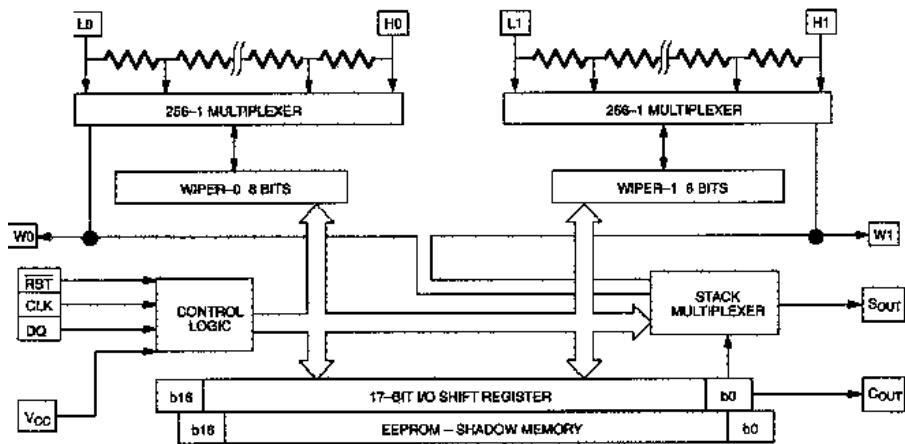 L0 H0 L1 H1
256-1 MULTIPLEXER 256-1 MULTIPLEXER
WIPER-0 8 BITS WIPER-1 8 BITS
W0 W1
RST
CLK
DQ
CONTROL
LOGIC
STACK
MULTIPLEXER
SOUT
VCC
b16 17-BIT I/O SHIFT REGISTER b0 COUT
b16 EEPROM - SHADOW MEMORY b0